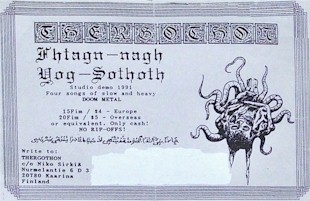 THERGOTHON
Fhtagn-nagh
Yog-Sothoth
Studio demo 1991
Four songs of slow and heavy
DOOM METAL
15Fim / $4 - Europe
20Fim / $5 - Overseas
or equivalent. Only cash!
NO RIP-OFFS!
Write to:
THERGOTHON
c/o Niko Sirkiä
Normelantie 6 D 3
20780 Kaarina
Finland